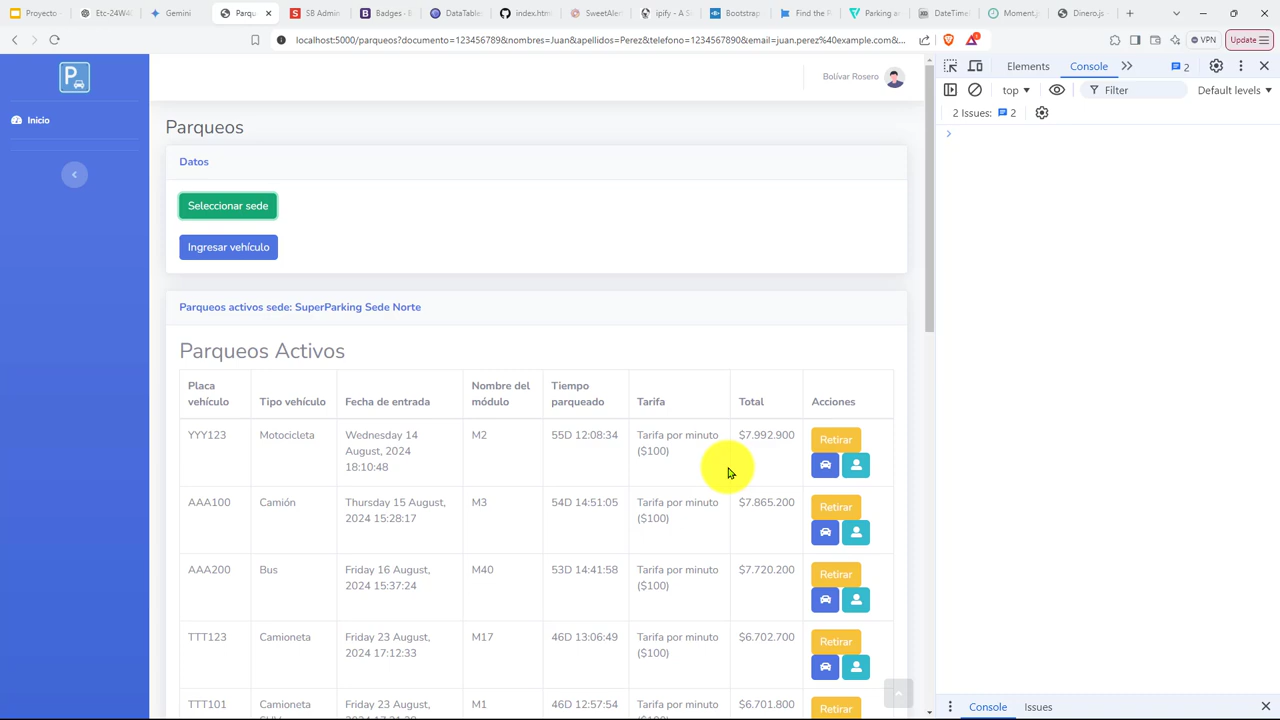 Proyecto -
Etc-24W4
Gemini
Parqu
SB Admin
Badges - B
DataTable
index.htm
SweetAler
ipify - A S
Bootstrap
Find the R
Parking ar
DateTime
Moment.js
Dinero.js -
localhost:5000/parqueos?documento=123456789&nombres=Juan&apellidos=Perez&telefono=1234567890&email=juan.perez%40example.com&...
VPN
Update
P
Inicio
Bolívar Rosero
Parqueos
Datos
Seleccionar sede
Ingresar vehículo
Parqueos activos sede: SuperParking Sede Norte
Parqueos Activos
Placa vehículo Tipo vehículo Fecha de entrada Nombre del módulo Tiempo parqueado Tarifa Total Acciones
YYY123 Motocicleta Wednesday 14 August, 2024 18:10:48 M2 55D 12:08:34 Tarifa por minuto ($100) $7.992.900 Retirar
AAA100 Camión Thursday 15 August, 2024 15:28:17 M3 54D 14:51:05 Tarifa por minuto ($100) $7.865.200 Retirar
AAA200 Bus Friday 16 August, 2024 15:37:24 M40 53D 14:41:58 Tarifa por minuto ($100) $7.720.200 Retirar
TTT123 Camioneta Friday 23 August, 2024 17:12:33 M17 46D 13:06:49 Tarifa por minuto ($100) $6.702.700 Retirar
TTT101 Camioneta Friday 23 August, M1 46D 12:57:54 Tarifa por minuto $6.701.800 Retirar
Elements
Console
2
top
Filter
Default levels
2 Issues: 2
Console
Issues